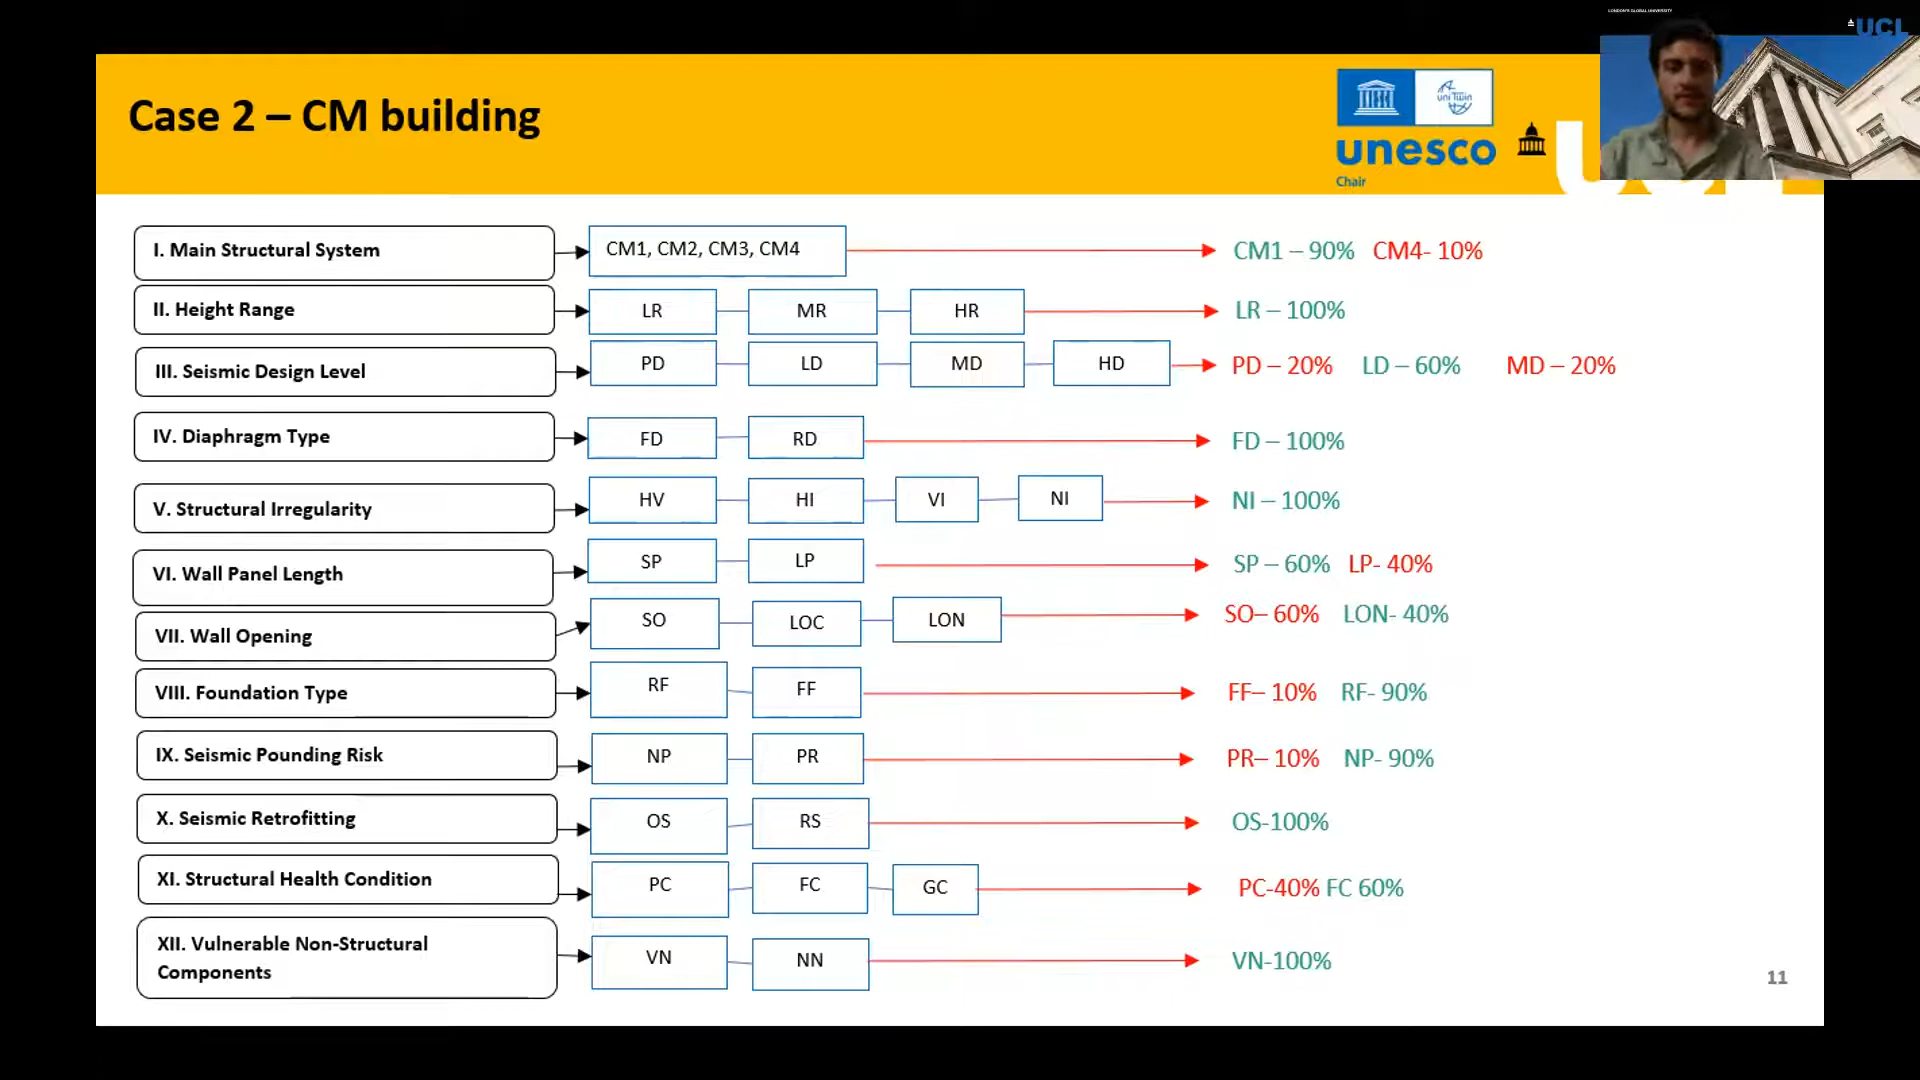 LONDON'S GLOBAL UNIVERSITY
UCL
Case 2 – CM building
uni twin
unesco
Chair
I. Main Structural System
CM1, CM2, CM3, CM4
CM1 – 90% CM4- 10%
II. Height Range
LR
MR
HR
LR – 100%
III. Seismic Design Level
PD
LD
MD
HD
PD – 20% LD – 60% MD – 20%
IV. Diaphragm Type
FD
RD
FD – 100%
V. Structural Irregularity
HV
HI
VI
NI
NI – 100%
VI. Wall Panel Length
SP
LP
SP – 60% LP- 40%
VII. Wall Opening
SO
LOC
LON
SO– 60% LON- 40%
VIII. Foundation Type
RF
FF
FF– 10% RF- 90%
IX. Seismic Pounding Risk
NP
PR
PR– 10% NP- 90%
X. Seismic Retrofitting
OS
RS
OS-100%
XI. Structural Health Condition
PC
FC
GC
PC-40% FC 60%
XII. Vulnerable Non-Structural
Components
VN
NN
VN-100%
11